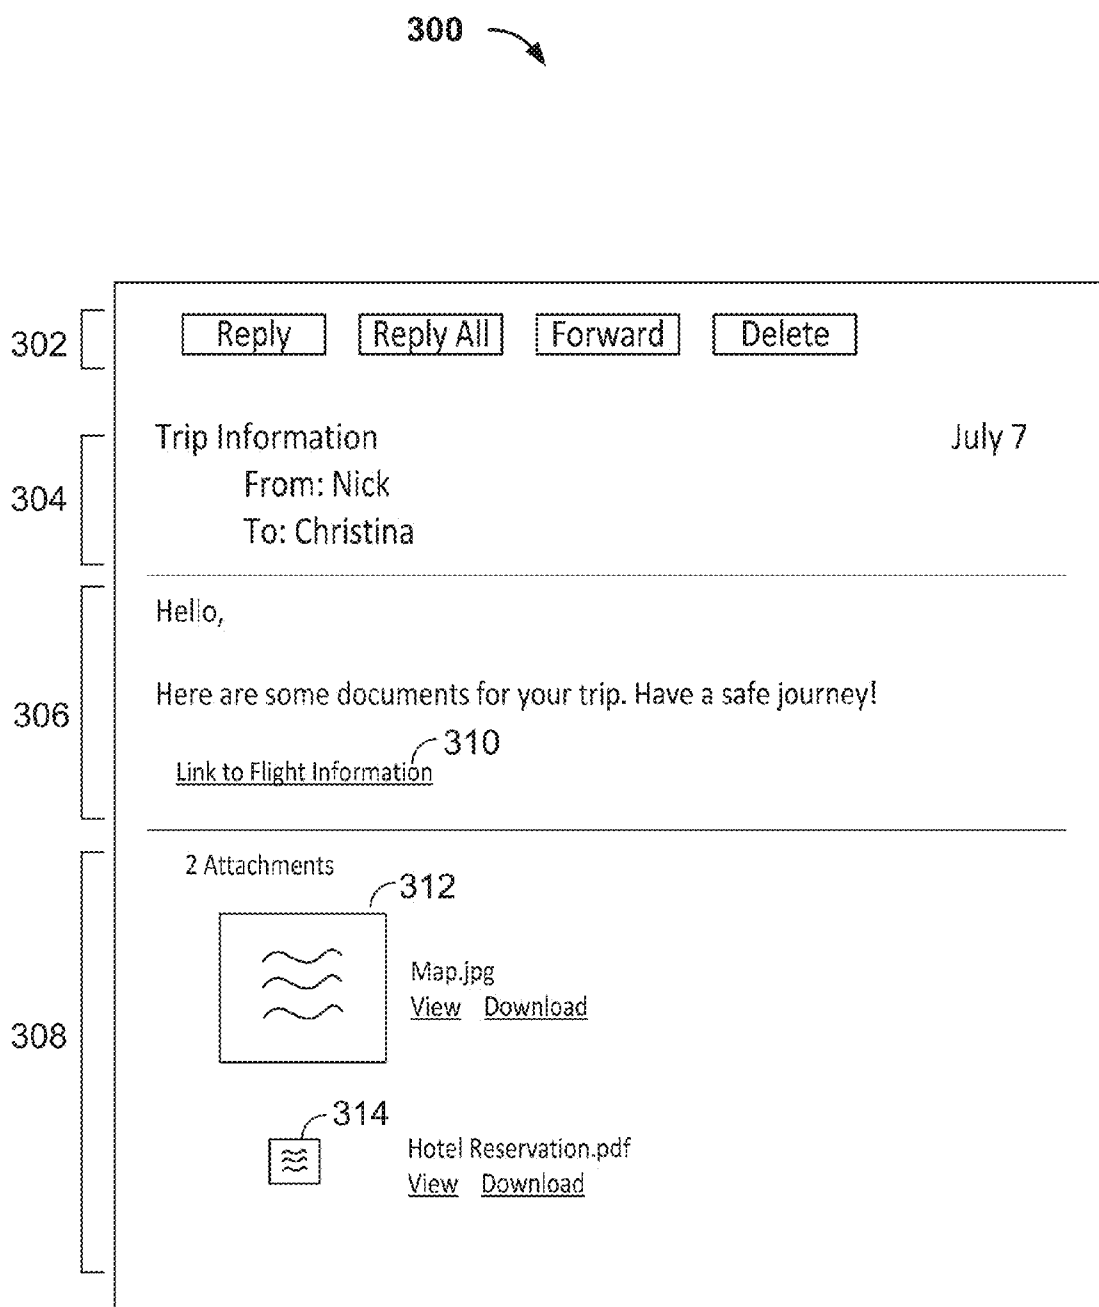 300
302
Reply Reply All Forward Delete
Trip Information July 7
304
From: Nick
To: Christina
Hello,
306
Here are some documents for your trip. Have a safe journey!
310
Link to Flight Information
2 Attachments
312
Map.jpg
View Download
308
314
Hotel Reservation.pdf
View Download